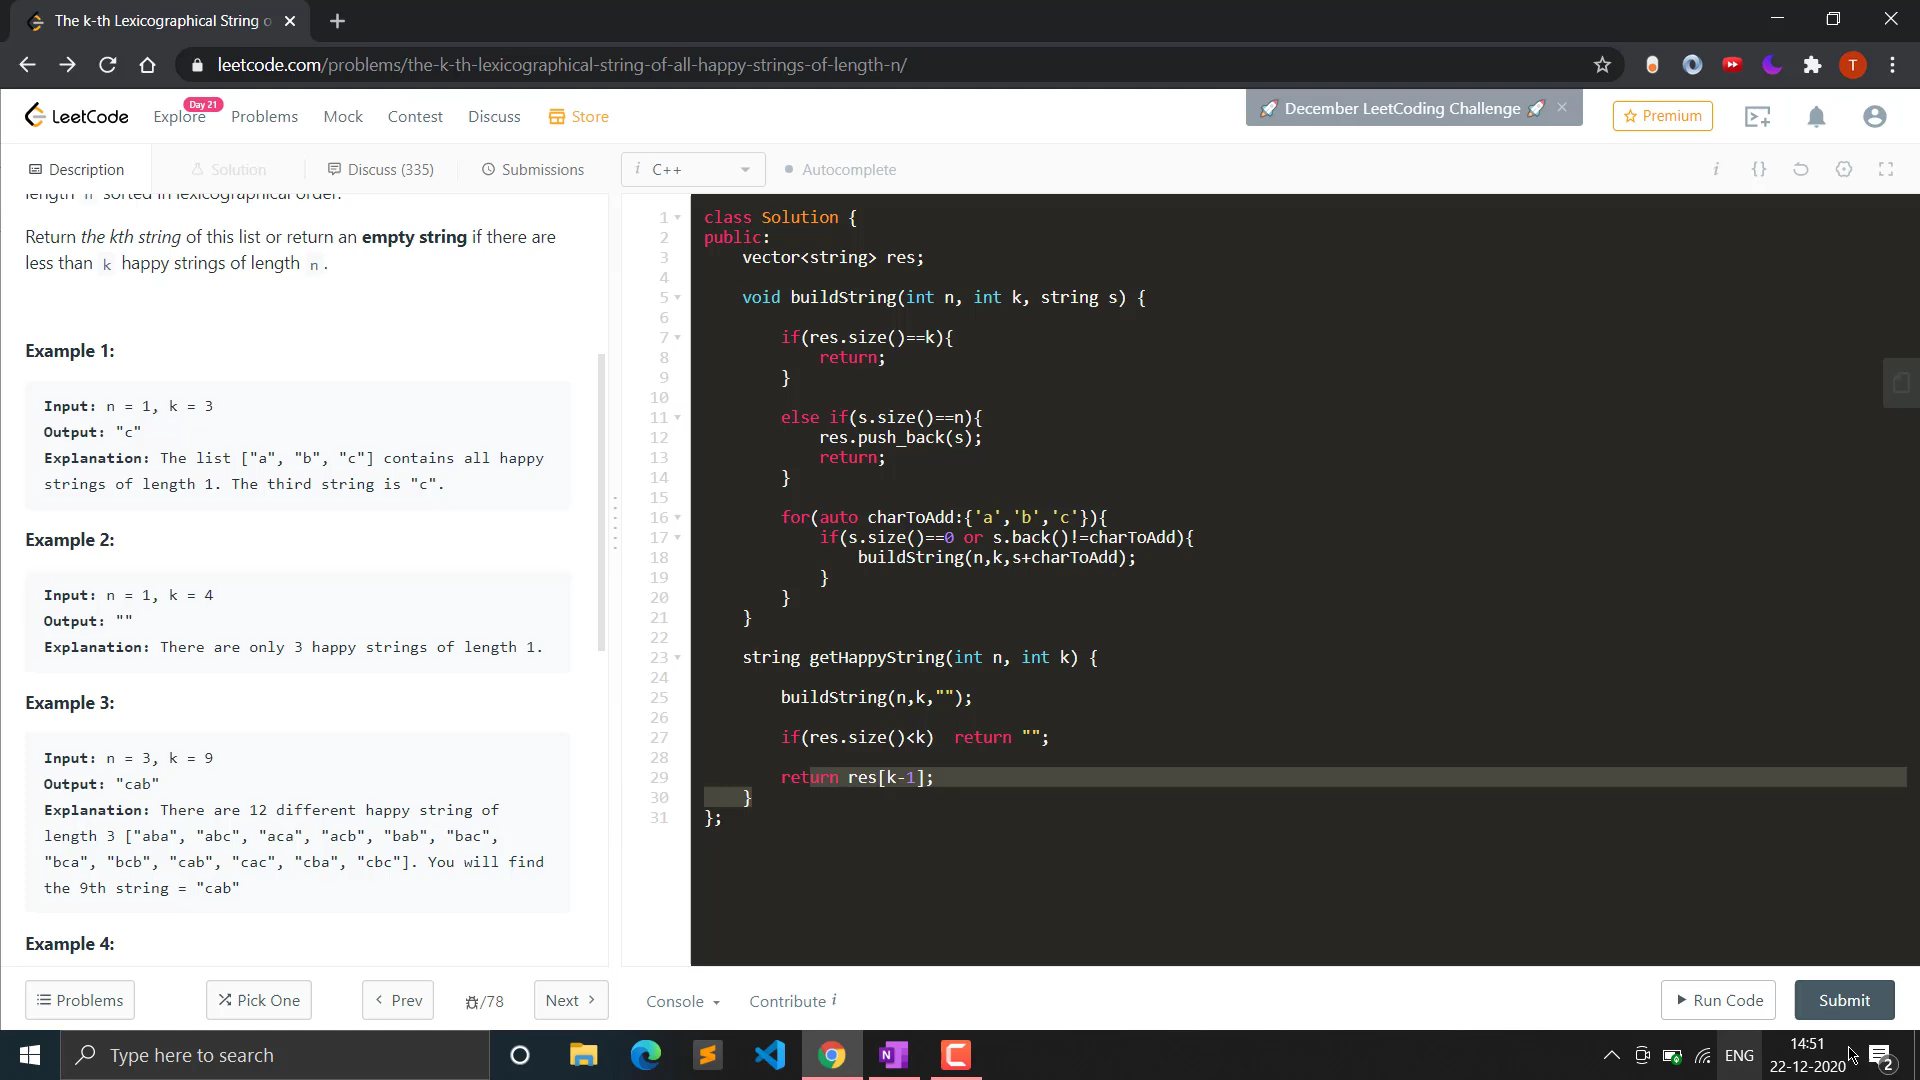 The k-th Lexicographical String o
leetcode.com/problems/the-k-th-lexicographical-string-of-all-happy-strings-of-length-n/
T
LeetCode
Explore
Day 21
Problems
Mock
Contest
Discuss
Store
🚀 December LeetCoding Challenge 🚀
Premium
Description
Solution
Discuss (335)
Submissions
i C++
Autocomplete
length n sorted in lexicographical order.
Return the kth string of this list or return an empty string if there are
less than k happy strings of length n .
Example 1:
Input: n = 1, k = 3
Output: "c"
Explanation: The list ["a", "b", "c"] contains all happy
strings of length 1. The third string is "c".
Example 2:
Input: n = 1, k = 4
Output: ""
Explanation: There are only 3 happy strings of length 1.
Example 3:
Input: n = 3, k = 9
Output: "cab"
Explanation: There are 12 different happy string of
length 3 ["aba", "abc", "aca", "acb", "bab", "bac",
"bca", "bcb", "cab", "cac", "cba", "cbc"]. You will find
the 9th string = "cab"
Example 4:
1 class Solution {
2 public:
3     vector<string> res;
4
5     void buildString(int n, int k, string s) {
6
7         if(res.size()==k){
8             return;
9         }
10
11         else if(s.size()==n){
12             res.push_back(s);
13             return;
14         }
15
16         for(auto charToAdd:{'a','b','c'}){
17             if(s.size()==0 or s.back()!=charToAdd){
18                 buildString(n,k,s+charToAdd);
19             }
20         }
21     }
22
23     string getHappyString(int n, int k) {
24
25         buildString(n,k,"");
26
27         if(res.size()<k)  return "";
28
29         return res[k-1];
30     }
31 };
Problems
Pick One
Prev
/78
Next
Console
Contribute i
Run Code
Submit
Type here to search
ENG
14:51
22-12-2020
2